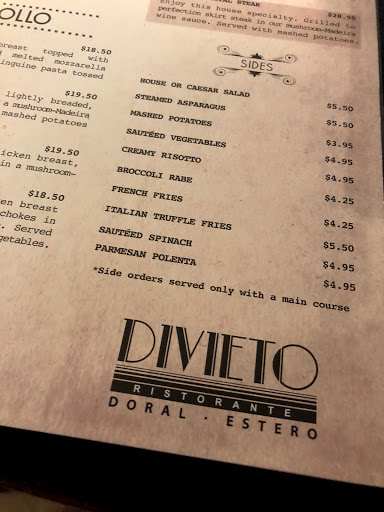 OLLO
$18.50
breast topped with
melted mozzarella
inguine pasta tossed
$19.50
lightly breaded,
a mushroom-Madeira
mashed potatoes
$19.50
icken breast,
in a mushroom-
$18.50
en breast
chokes in
Served
getables.
STEAK $28.95
Enjoy this house specialty. Grilled to
perfection skirt steak in our mushroom-Madeira
wine sauce. Served with mashed potatoes.
SIDES
HOUSE OR CAESAR SALAD $5.50
STEAMED ASPARAGUS $5.50
MASHED POTATOES $3.95
SAUTÉED VEGETABLES $4.95
CREAMY RISOTTO $4.95
BROCCOLI RABE $4.25
FRENCH FRIES $4.25
ITALIAN TRUFFLE FRIES $5.50
SAUTÉED SPINACH $4.95
PARMESAN POLENTA $4.95
*Side orders served only with a main course
DIVIETO
RISTORANTE
DORAL · ESTERO